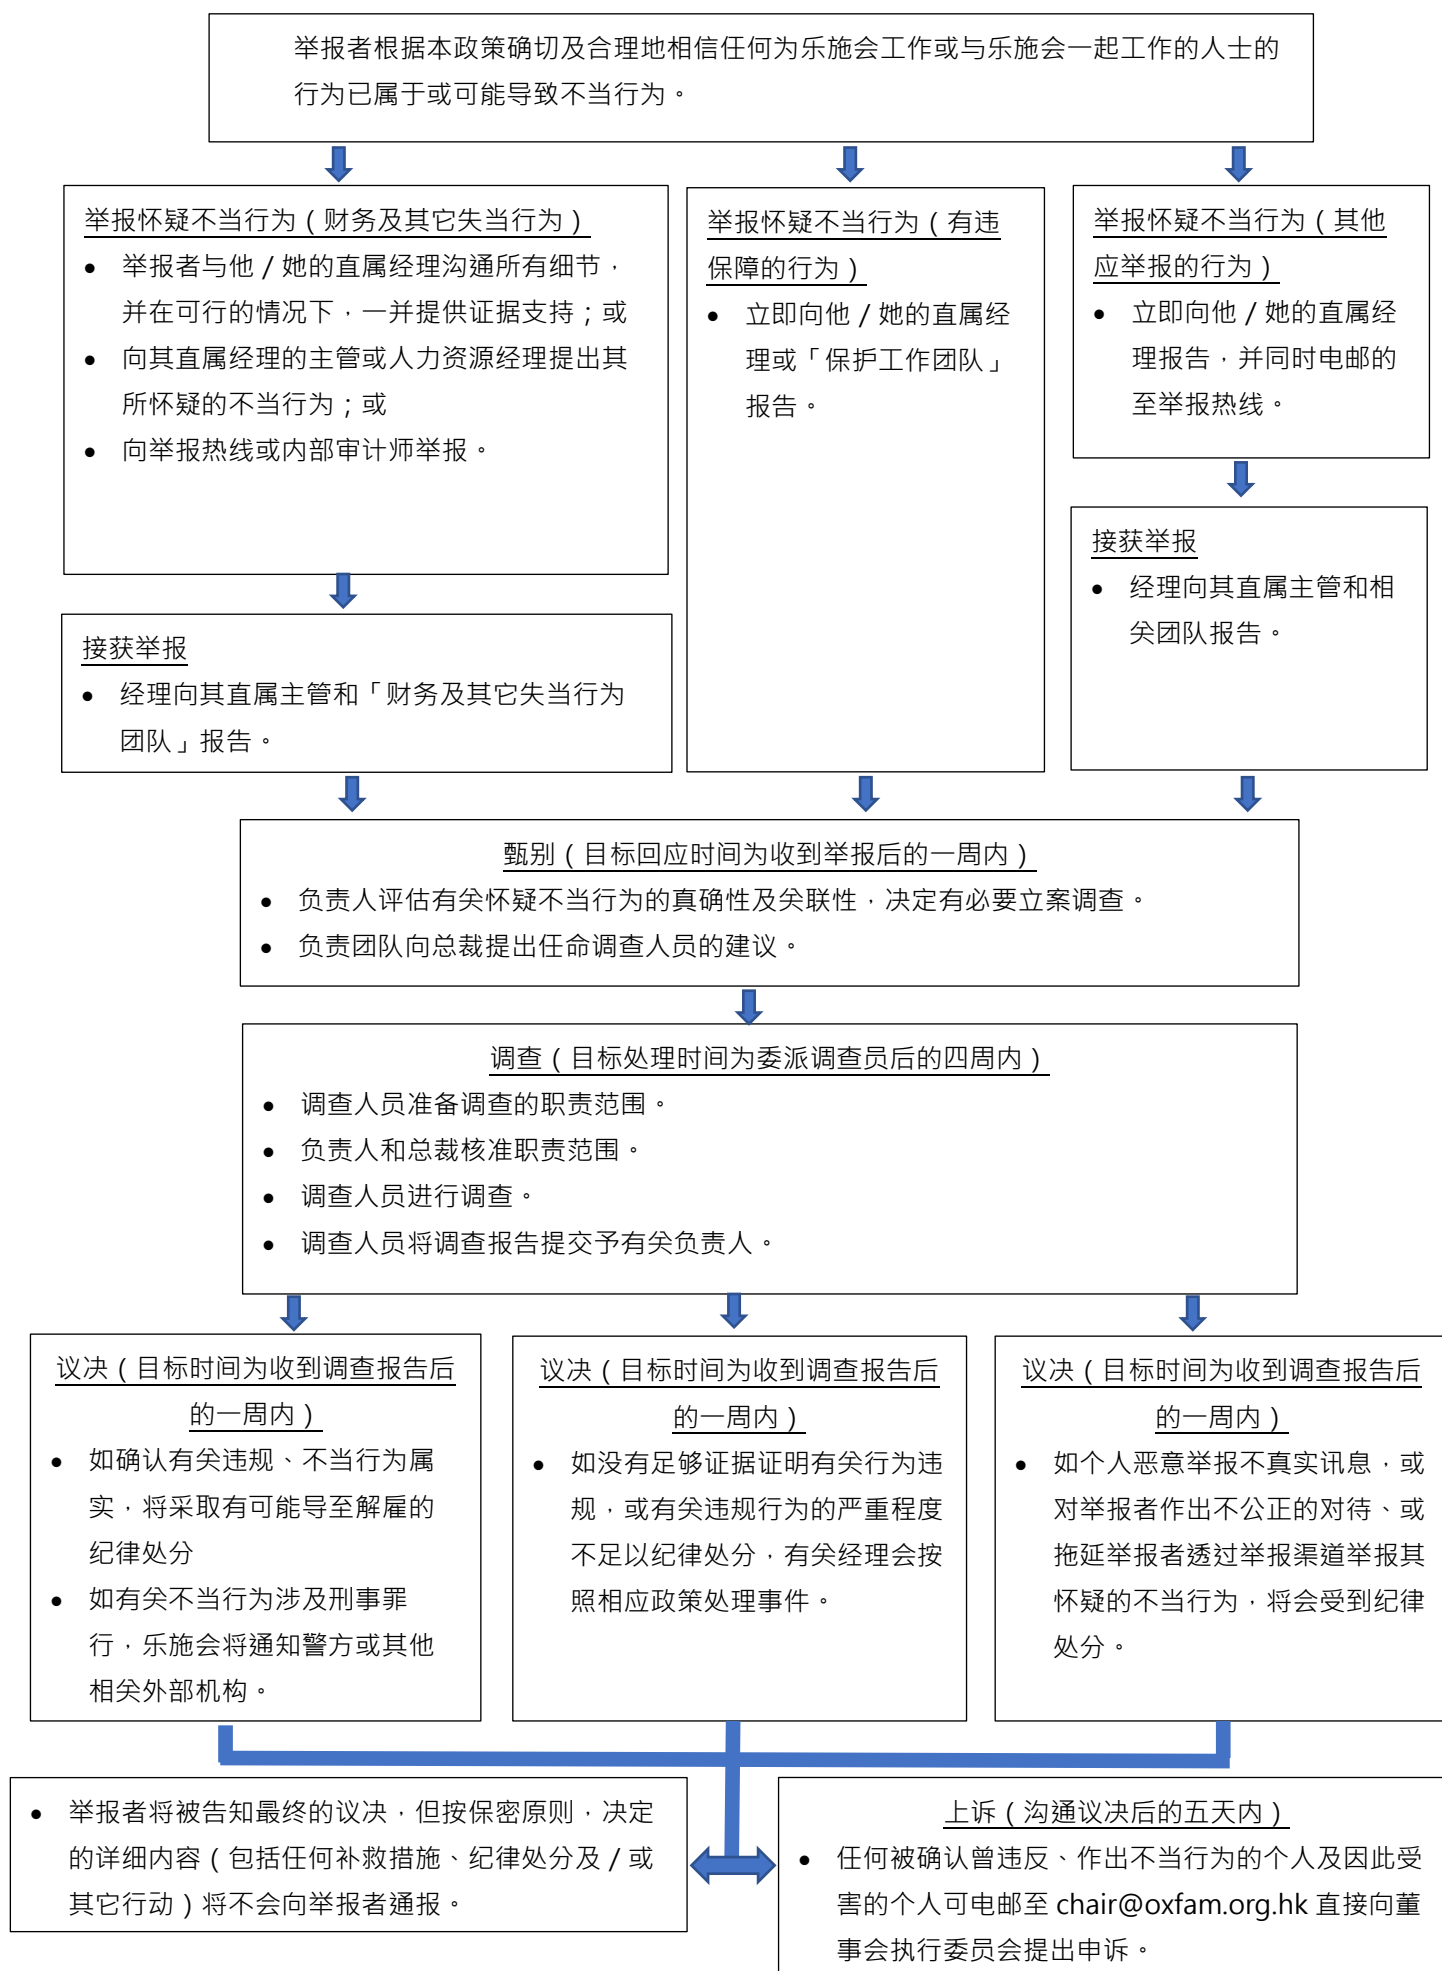 举报者根据本政策确切及合理地相信任何为乐施会工作或与乐施会一起工作的人士的
行为已属于或可能导致不当行为。
举报怀疑不当行为（财务及其它失当行为）
• 举报者与他 / 她的直属经理沟通所有细节，
并在可行的情况下，一并提供证据支持；或
• 向其直属经理的主管或人力资源经理提出其
所怀疑的不当行为；或
• 向举报热线或内部审计师举报。
举报怀疑不当行为（有违
保障的行为）
• 立即向他 / 她的直属经
理或「保护工作团队」
报告。
举报怀疑不当行为（其他
应举报的行为）
• 立即向他 / 她的直属经
理报告，并同时电邮的
至举报热线。
接获举报
• 经理向其直属主管和「财务及其它失当行为
团队」报告。
接获举报
• 经理向其直属主管和相
关团队报告。
甄别（目标回应时间为收到举报后的一周内）
• 负责人评估有关怀疑不当行为的真确性及关联性，决定有必要立案调查。
• 负责团队向总裁提出任命调查人员的建议。
调查（目标处理时间为委派调查员后的四周内）
• 调查人员准备调查的职责范围。
• 负责人和总裁核准职责范围。
• 调查人员进行调查。
• 调查人员将调查报告提交予有关负责人。
议决（目标时间为收到调查报告后
的一周内）
• 如确认有关违规、不当行为属
实，将采取有可能导至解雇的
纪律处分
• 如有关不当行为涉及刑事罪
行，乐施会将通知警方或其他
相关外部机构。
议决（目标时间为收到调查报告后
的一周内）
• 如没有足够证据证明有关行为违
规，或有关违规行为的严重程度
不足以纪律处分，有关经理会按
照相应政策处理事件。
议决（目标时间为收到调查报告后
的一周内）
• 如个人恶意举报不真实讯息，或
对举报者作出不公正的对待、或
拖延举报者透过举报渠道举报其
怀疑的不当行为，将会受到纪律
处分。
• 举报者将被告知最终的议决，但按保密原则，决定
的详细内容（包括任何补救措施、纪律处分及 / 或
其它行动）将不会向举报者通报。
上诉（沟通议决后的五天内）
• 任何被确认曾违反、作出不当行为的个人及因此受
害的个人可电邮至 chair@oxfam.org.hk 直接向董
事会执行委员会提出申诉。